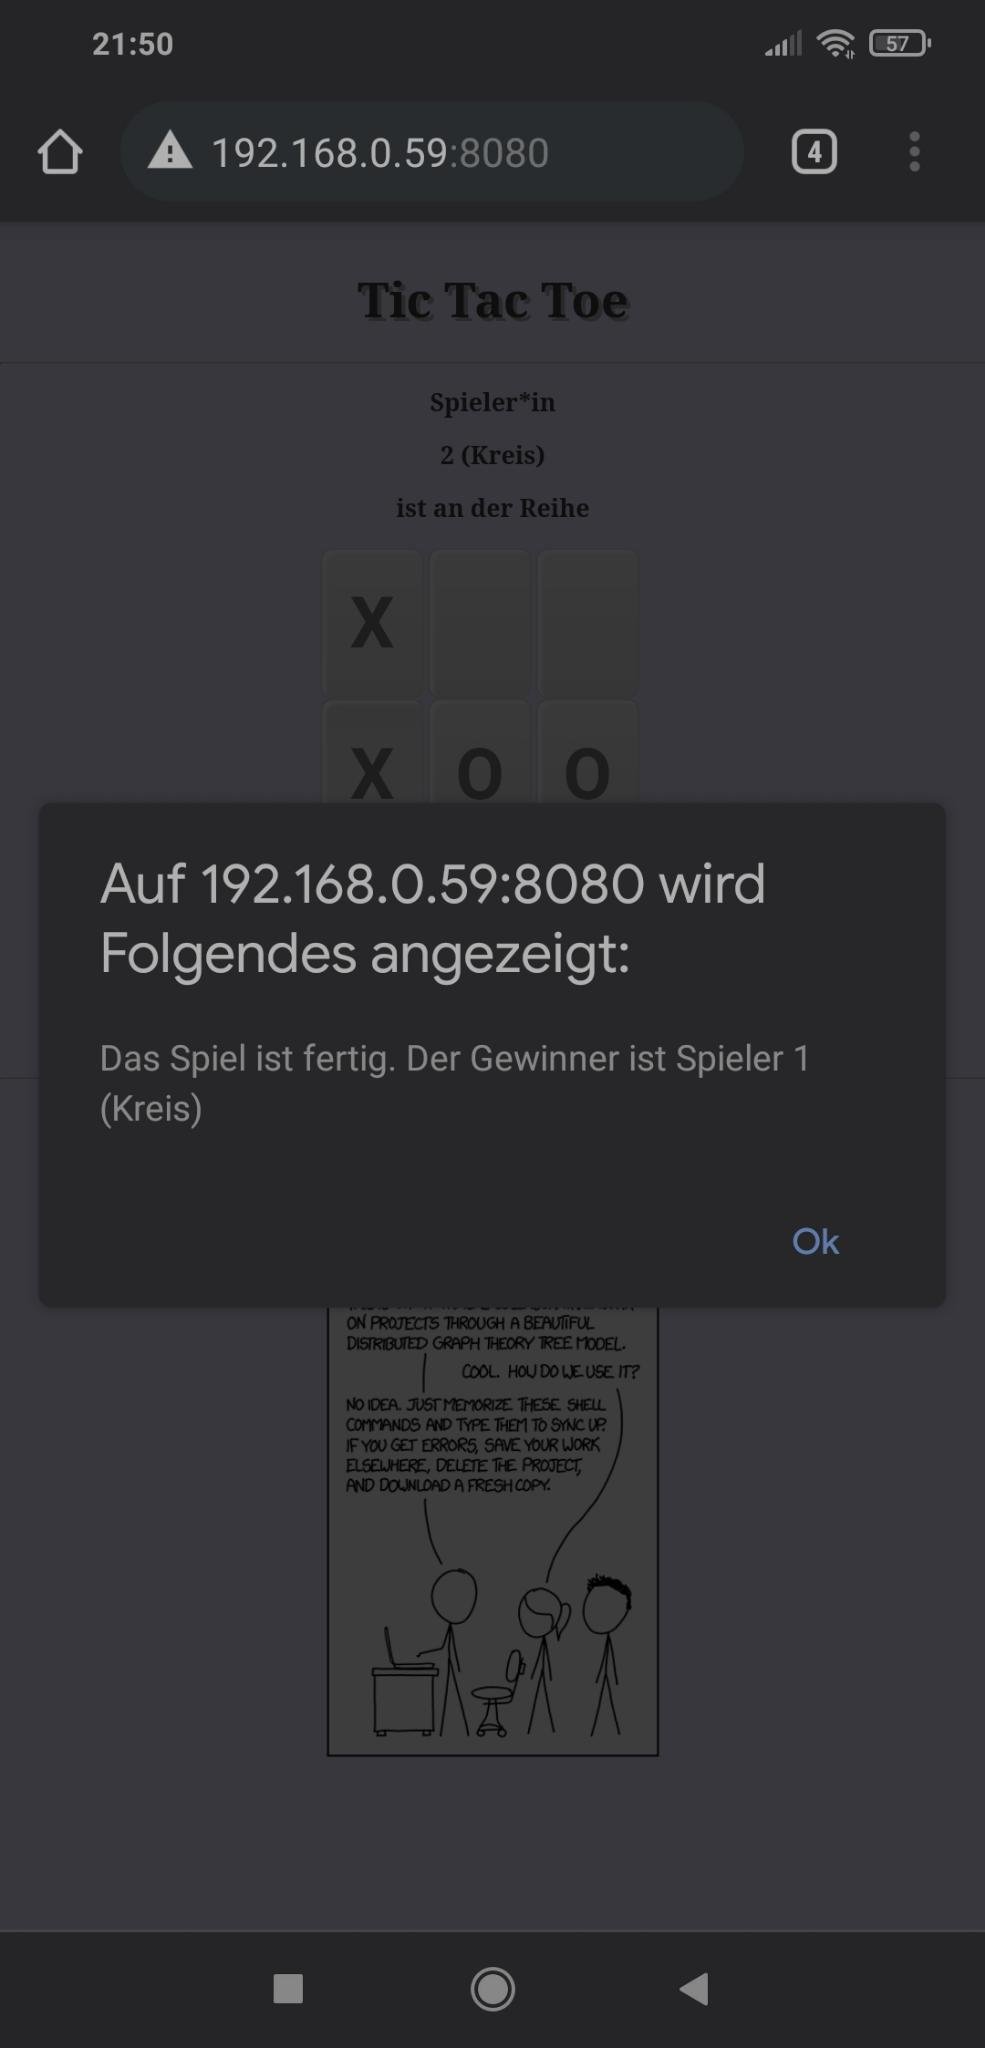 21:50
57
192.168.0.59:8080
4
Tic Tac Toe
Spieler*in
2 (Kreis)
ist an der Reihe
X
X O O
Auf 192.168.0.59:8080 wird
Folgendes angezeigt:
Das Spiel ist fertig. Der Gewinner ist Spieler 1
(Kreis)
Ok
ON PROJECTS THROUGH A BEAUTIFUL
DISTRIBUTED GRAPH THEORY TREE MODEL.
COOL. HOW DO WE USE IT?
NO IDEA. JUST MEMORIZE THESE SHELL
COMMANDS AND TYPE THEM TO SYNC UP.
IF YOU GET ERRORS, SAVE YOUR WORK
ELSEWHERE, DELETE THE PROJECT,
AND DOWNLOAD A FRESH COPY.